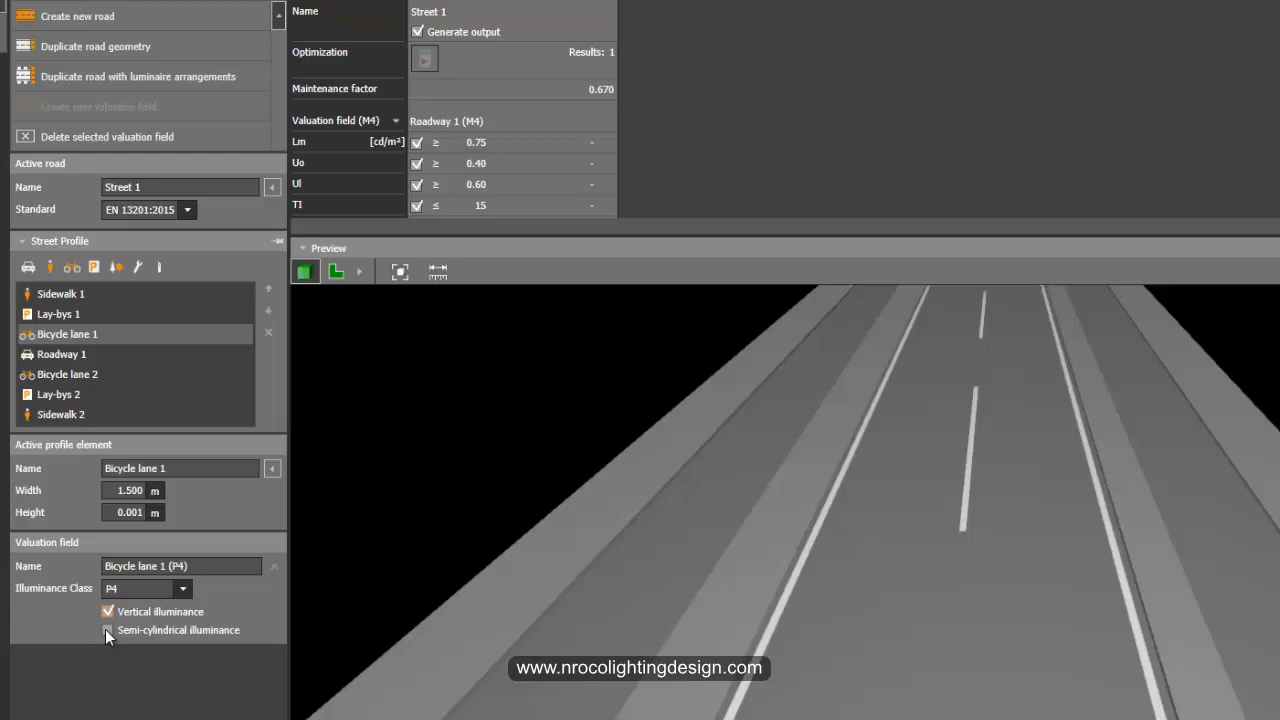 Create new road
Duplicate road geometry
Duplicate road with luminaire arrangements
Create new valuation field
Delete selected valuation field
Active road
Name Street 1
Standard EN 13201:2015
Street Profile
Sidewalk 1
Lay-bys 1
Bicycle lane 1
Roadway 1
Bicycle lane 2
Lay-bys 2
Sidewalk 2
Active profile element
Name Bicycle lane 1
Width 1.500 m
Height 0.001 m
Valuation field
Name Bicycle lane 1 (P4)
Illuminance Class P4
Vertical illuminance
Semi-cylindrical illuminance
Name Street 1
Generate output
Optimization Results: 1
Maintenance factor 0.670
Valuation field (M4) Roadway 1 (M4)
Lm [cd/m²] ≥ 0.75 -
Uo ≥ 0.40 -
Ul ≥ 0.60 -
TI ≤ 15 -
Preview
www.nrocolightingdesign.com